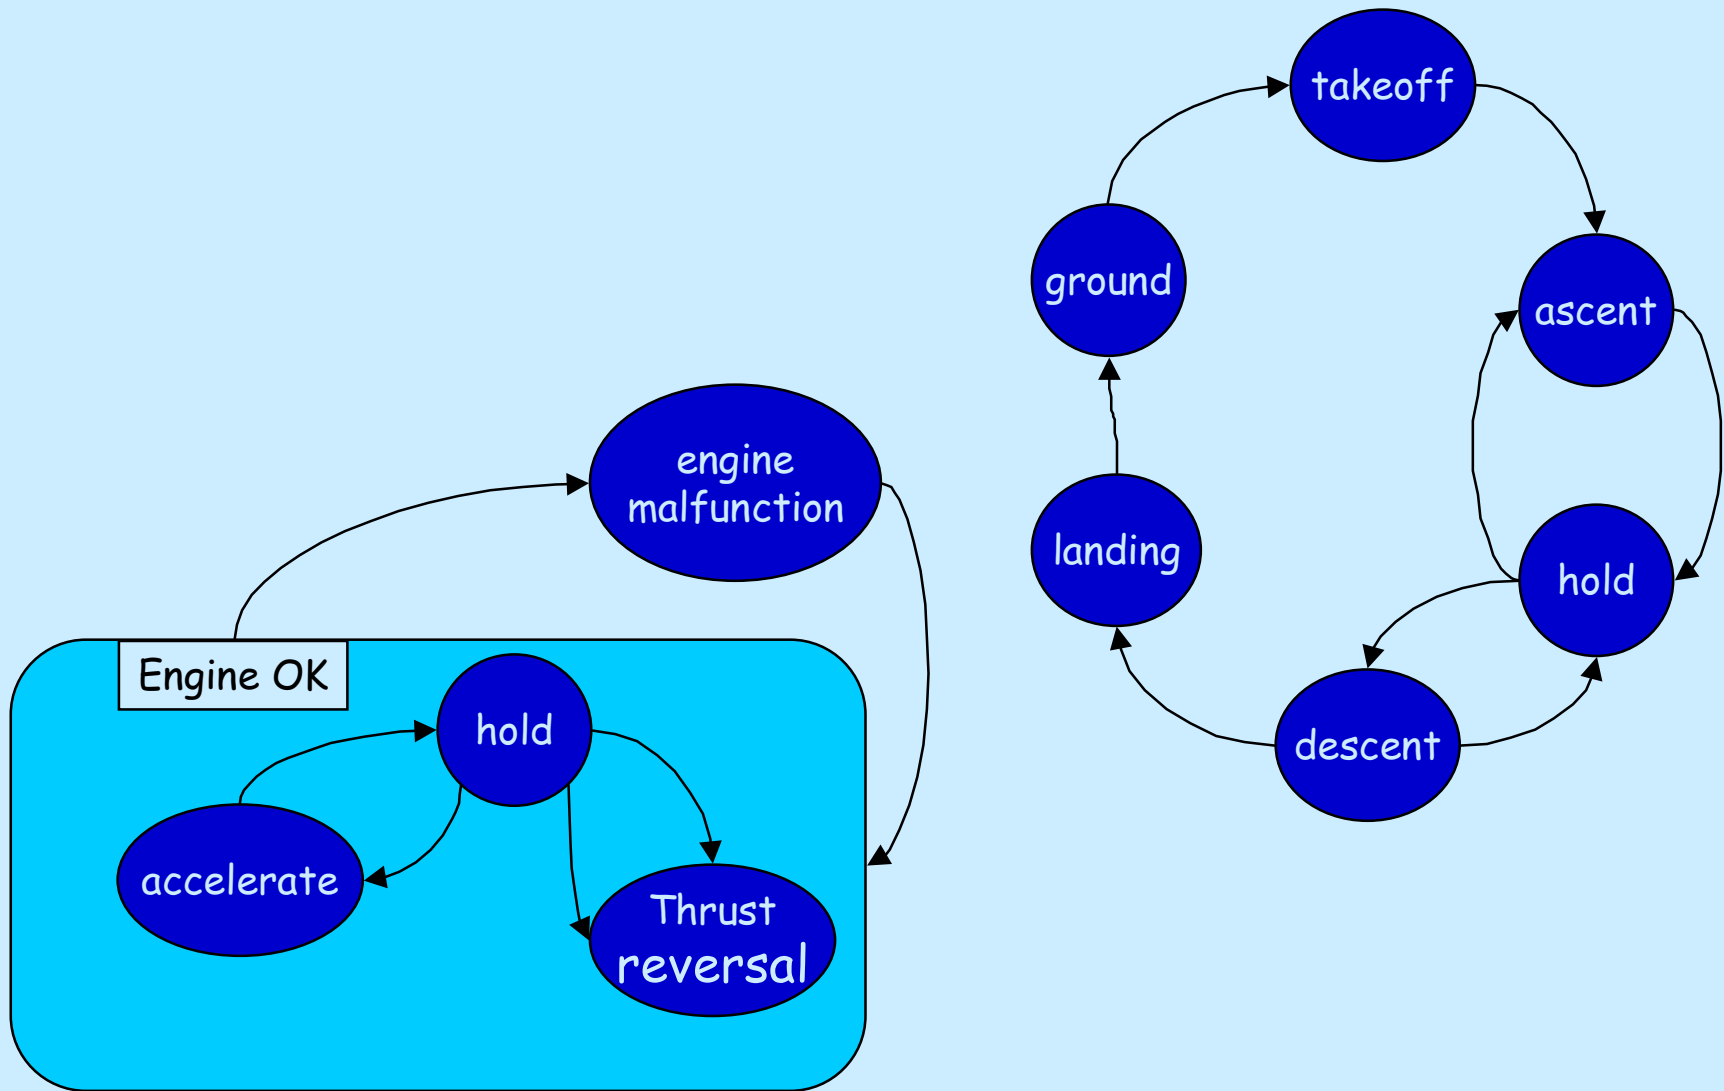 takeoff
ground
ascent
engine
malfunction
landing
hold
Engine OK
hold
descent
accelerate
Thrust
reversal